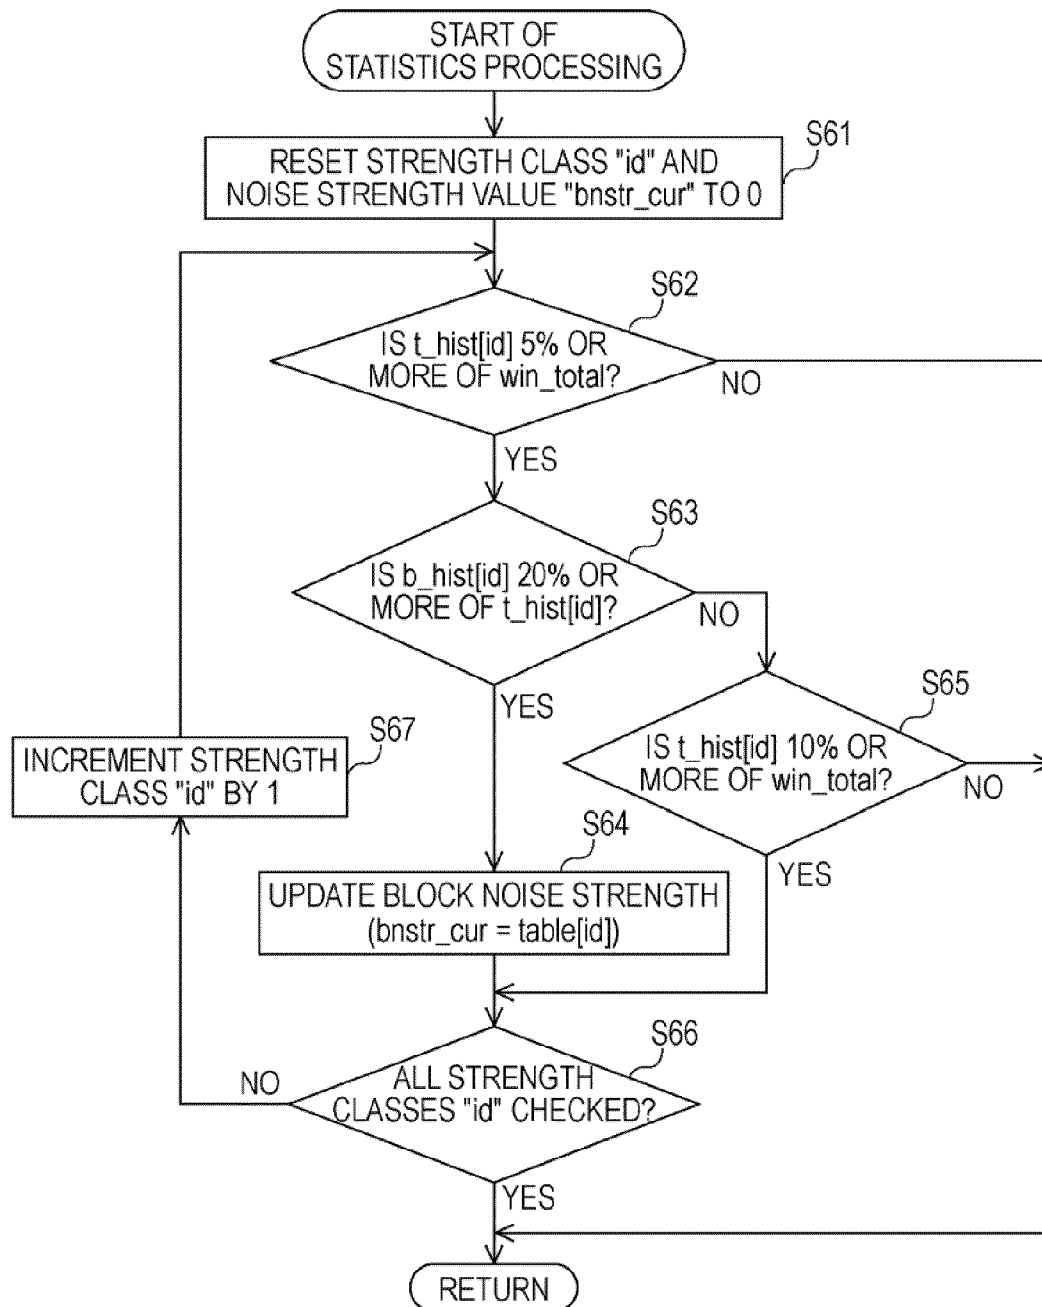 START OF
STATISTICS PROCESSING
S61
RESET STRENGTH CLASS "id" AND
NOISE STRENGTH VALUE "bnstr_cur" TO 0
S62
IS t_hist[id] 5% OR
MORE OF win_total?
NO
YES
S63
IS b_hist[id] 20% OR
MORE OF t_hist[id]?
NO
YES
S65
IS t_hist[id] 10% OR
MORE OF win_total?
NO
YES
S67
INCREMENT STRENGTH
CLASS "id" BY 1
S64
UPDATE BLOCK NOISE STRENGTH
(bnstr_cur = table[id])
S66
ALL STRENGTH
CLASSES "id" CHECKED?
NO
YES
RETURN